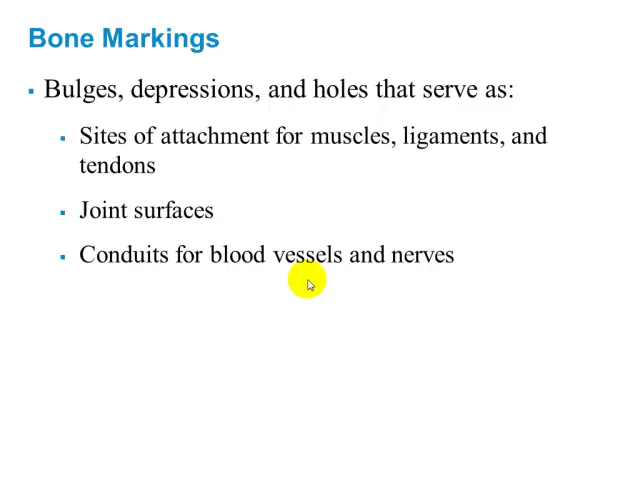 Bone Markings
▪ Bulges, depressions, and holes that serve as:
▪ Sites of attachment for muscles, ligaments, and
tendons
▪ Joint surfaces
▪ Conduits for blood vessels and nerves